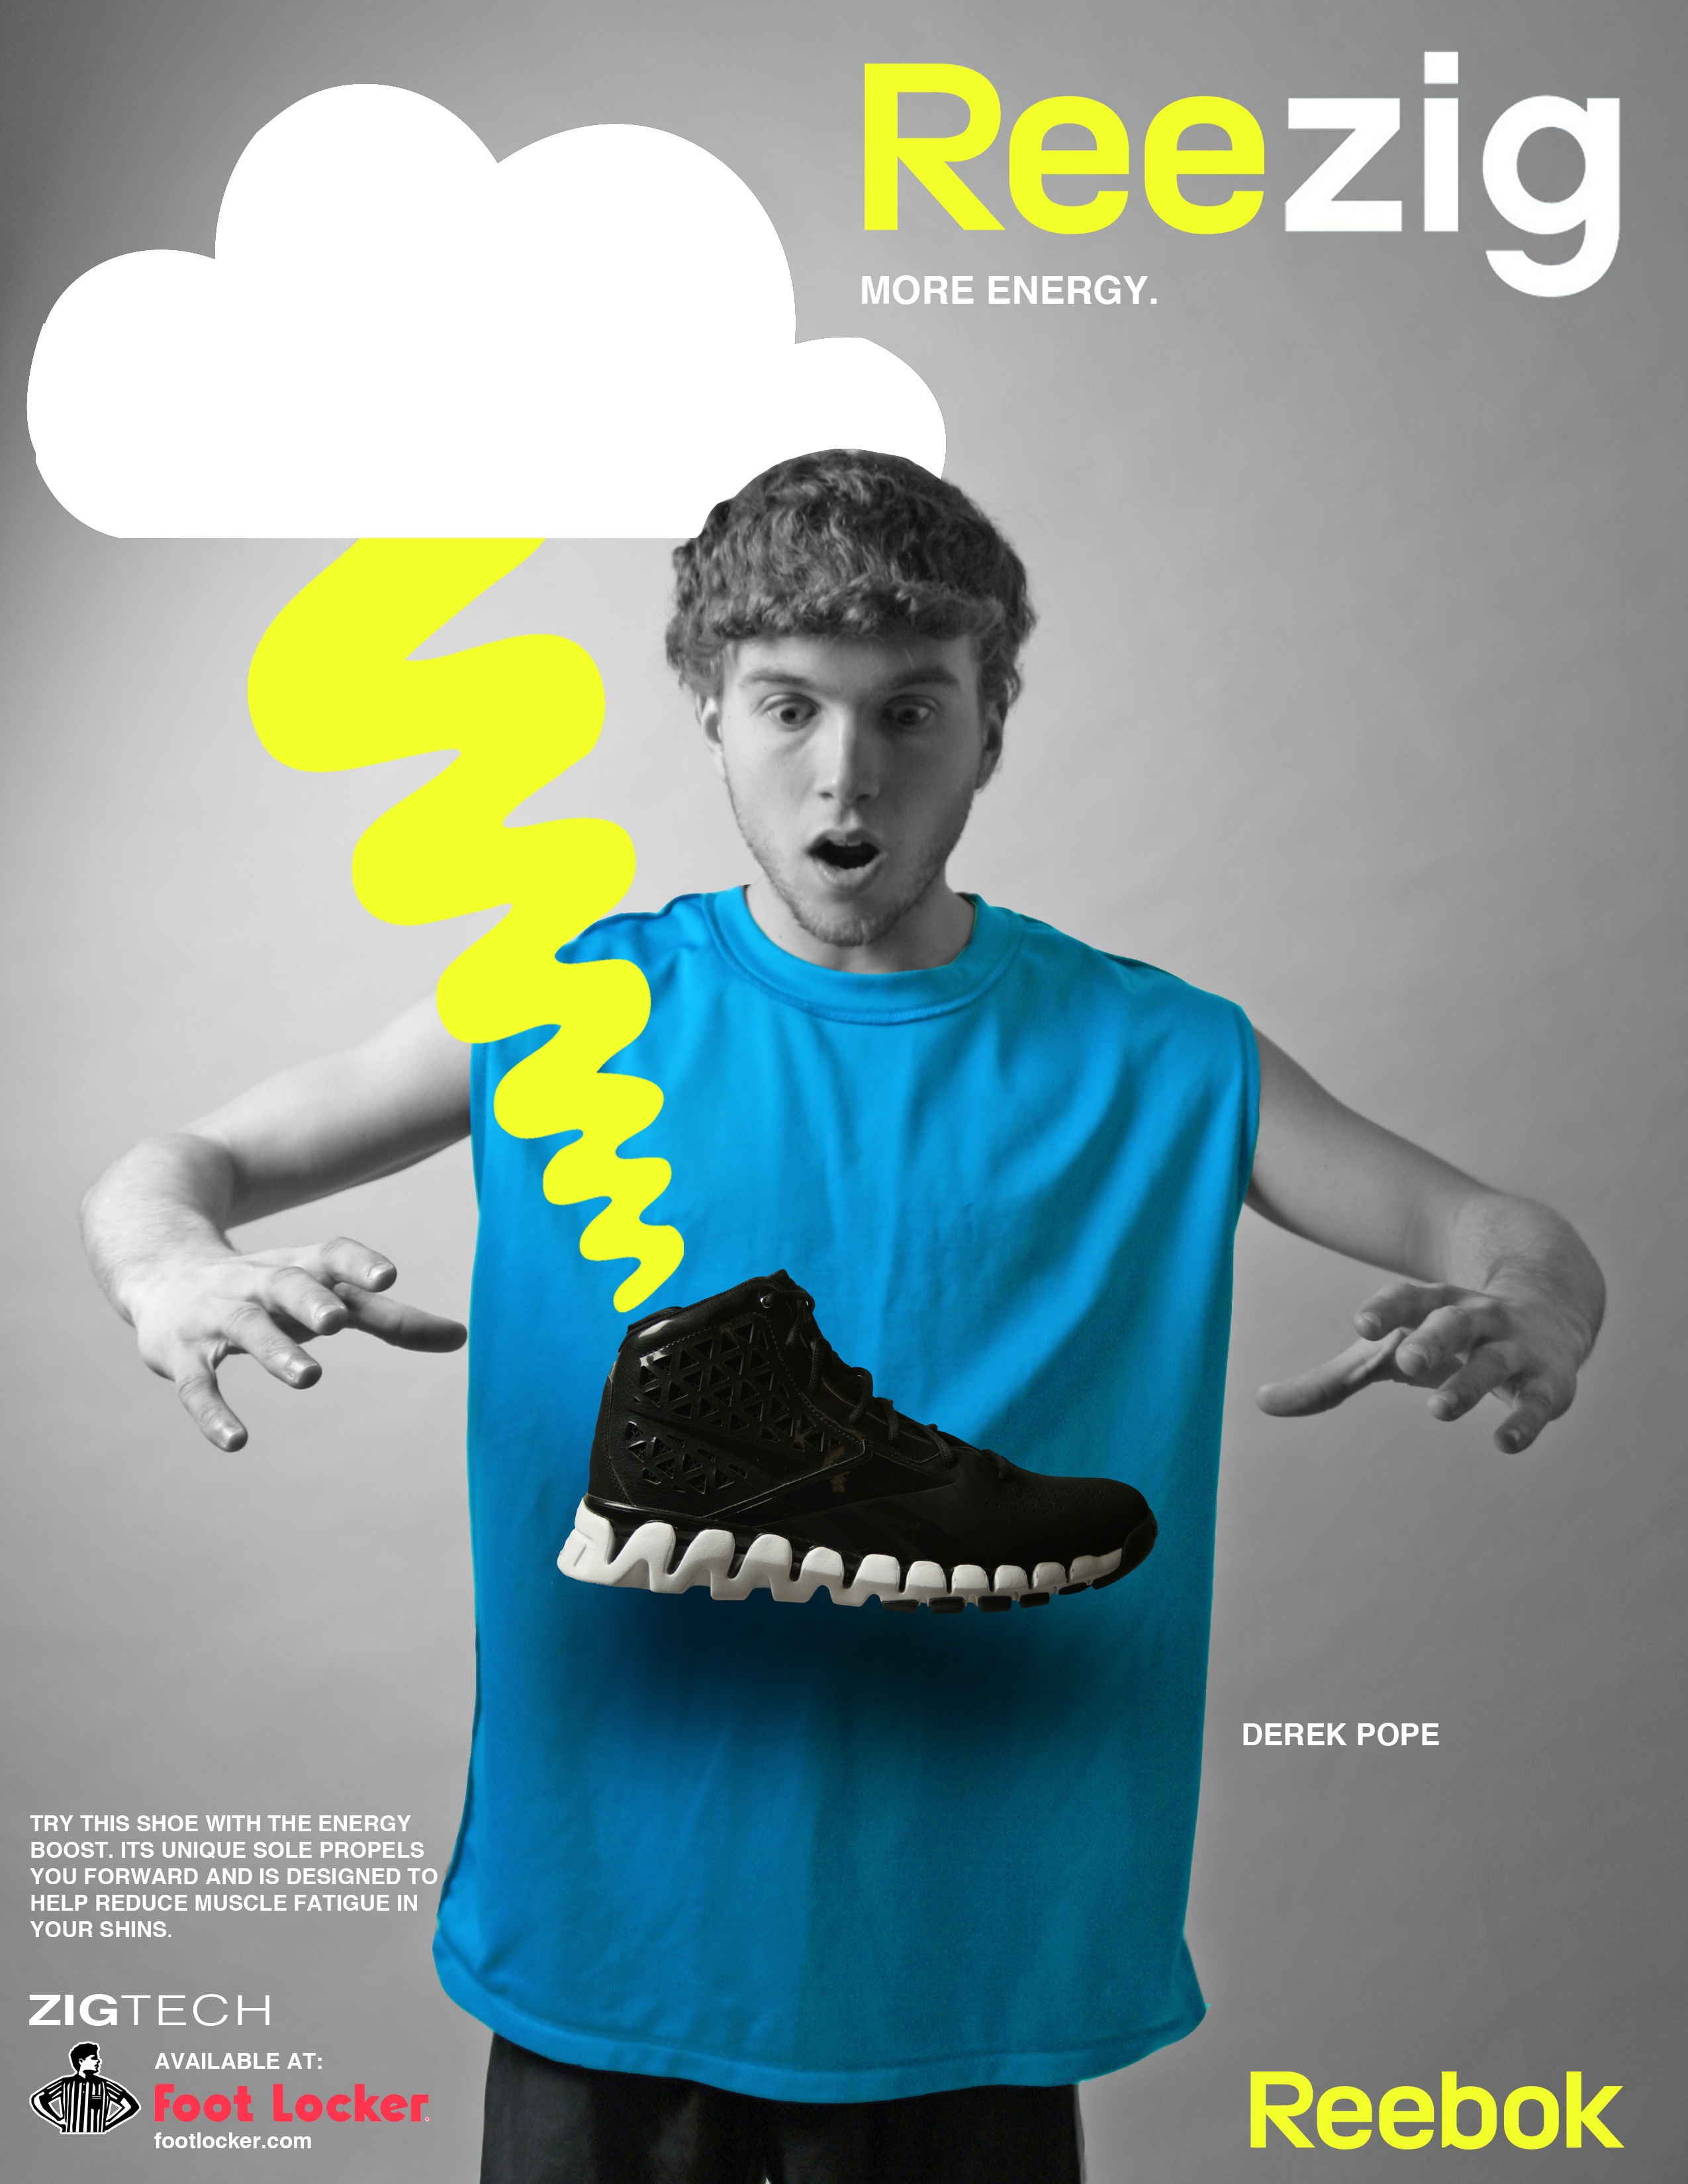 Reezig
MORE ENERGY.
DEREK POPE
TRY THIS SHOE WITH THE ENERGY
BOOST. ITS UNIQUE SOLE PROPELS
YOU FORWARD AND IS DESIGNED TO
HELP REDUCE MUSCLE FATIGUE IN
YOUR SHINS.
ZIGTECH
AVAILABLE AT:
Foot Locker®
footlocker.com
Reebok